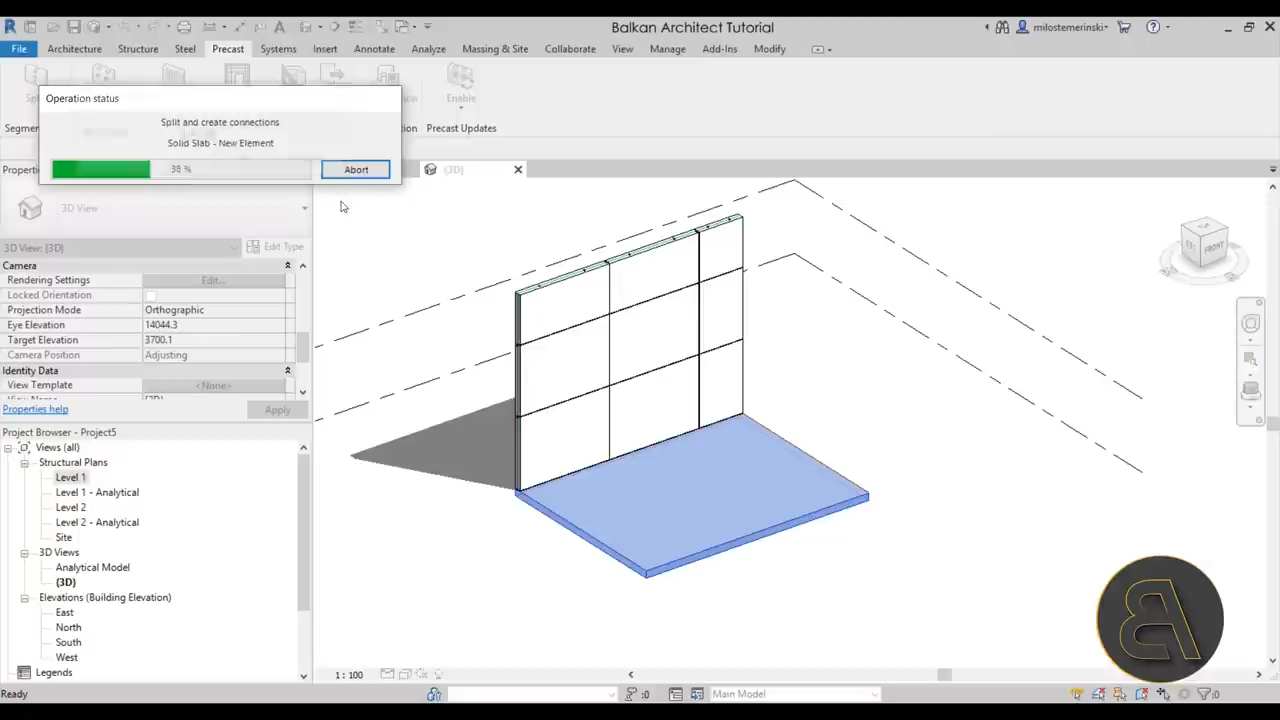 Balkan Architect Tutorial
milostemerinski
File Architecture Structure Steel Precast Systems Insert Annotate Analyze Massing & Site Collaborate View Manage Add-Ins Modify
Operation status
Split and create connections
Solid Slab - New Element
38 %
Abort
Enable
Precast Updates
(3D)
3D View
3D View: {3D}
Edit Type
Camera
Rendering Settings Edit...
Locked Orientation
Projection Mode Orthographic
Eye Elevation 14044.3
Target Elevation 3700.1
Camera Position Adjusting
Identity Data
View Template <None>
Properties help
Apply
Project Browser - Project5
Views (all)
Structural Plans
Level 1
Level 1 - Analytical
Level 2
Level 2 - Analytical
Site
3D Views
Analytical Model
{3D}
Elevations (Building Elevation)
East
North
South
West
Legends
FRONT
1 : 100
Ready
:0
Main Model
:0